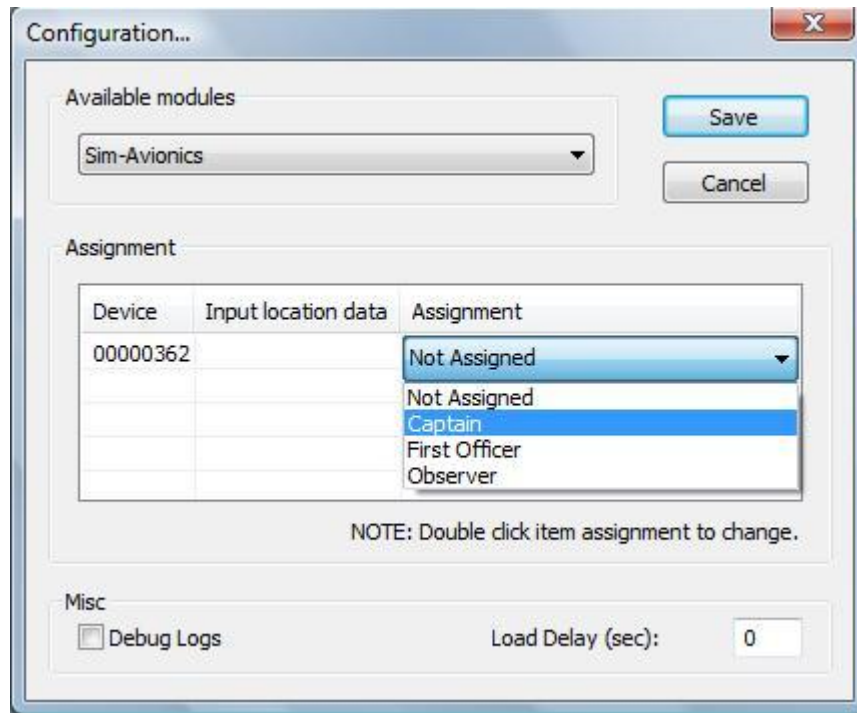 Configuration...
Available modules
Save
Sim-Avionics
Cancel
Assignment
Device Input location data Assignment
00000362 Not Assigned
Not Assigned
Captain
First Officer
Observer
NOTE: Double click item assignment to change.
Misc
Debug Logs Load Delay (sec): 0